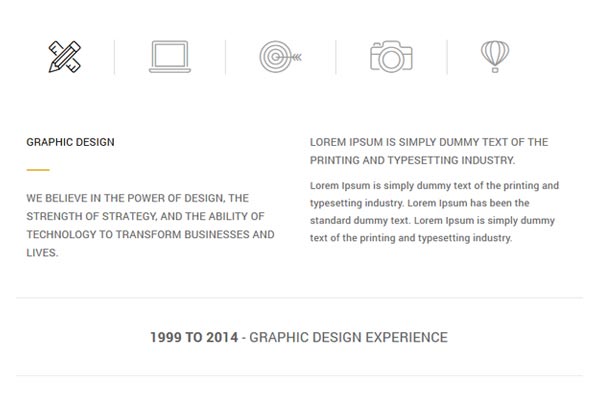 GRAPHIC DESIGN
WE BELIEVE IN THE POWER OF DESIGN, THE
STRENGTH OF STRATEGY, AND THE ABILITY OF
TECHNOLOGY TO TRANSFORM BUSINESSES AND
LIVES.
LOREM IPSUM IS SIMPLY DUMMY TEXT OF THE
PRINTING AND TYPESETTING INDUSTRY.
Lorem Ipsum is simply dummy text of the printing and
typesetting industry. Lorem Ipsum has been the
standard dummy text. Lorem Ipsum is simply dummy
text of the printing and typesetting industry.
1999 TO 2014 - GRAPHIC DESIGN EXPERIENCE